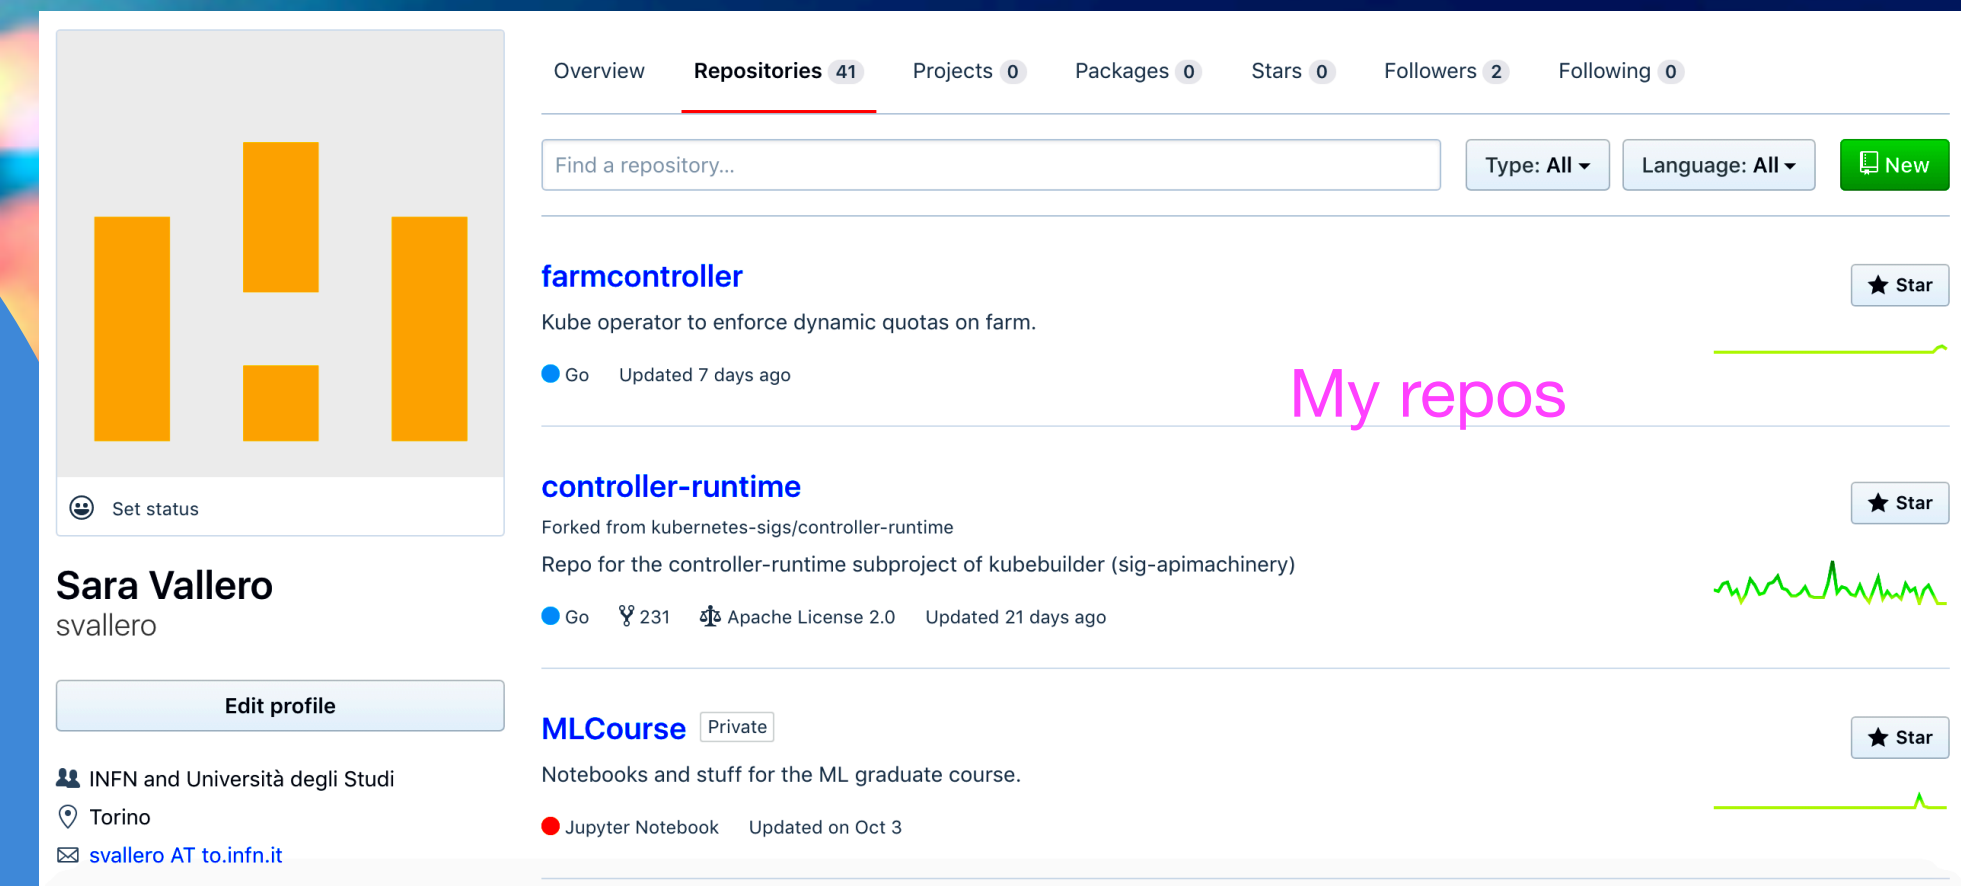 Overview Repositories 41 Projects 0 Packages 0 Stars 0 Followers 2 Following 0
Find a repository... Type: All Language: All New
farmcontroller
Star
Kube operator to enforce dynamic quotas on farm.
Go Updated 7 days ago
My repos
controller-runtime
Star
Forked from kubernetes-sigs/controller-runtime
Repo for the controller-runtime subproject of kubebuilder (sig-apimachinery)
Go 231 Apache License 2.0 Updated 21 days ago
MLCourse Private
Star
Notebooks and stuff for the ML graduate course.
Jupyter Notebook Updated on Oct 3
Set status
Sara Vallero
svallero
Edit profile
INFN and Università degli Studi
Torino
svallero AT to.infn.it